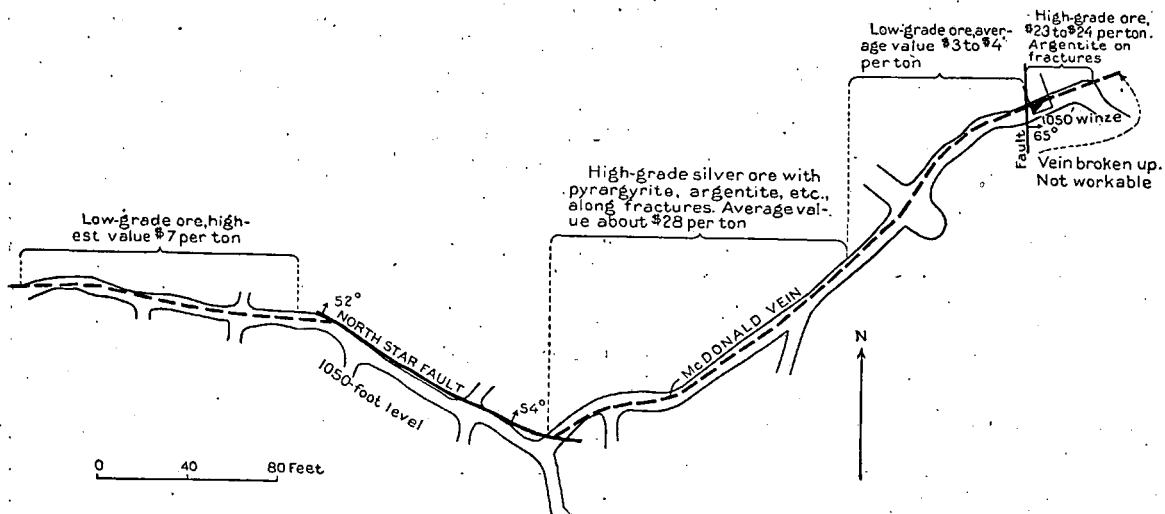 Low-grade ore, high-
est value $7 per ton
High-grade silver ore with
pyrargyrite, argentite, etc.,
along fractures. Average val-
ue about $28 per ton
Low-grade ore, aver-
age value $3 to $4
per ton
High-grade ore,
$23 to $24 per ton.
Argentite on
fractures
1050' winze
65°
Fault
Vein broken up.
Not workable
52°
NORTH STAR FAULT
1050-foot level
54°
McDONALD VEIN
N
0 40 80 Feet